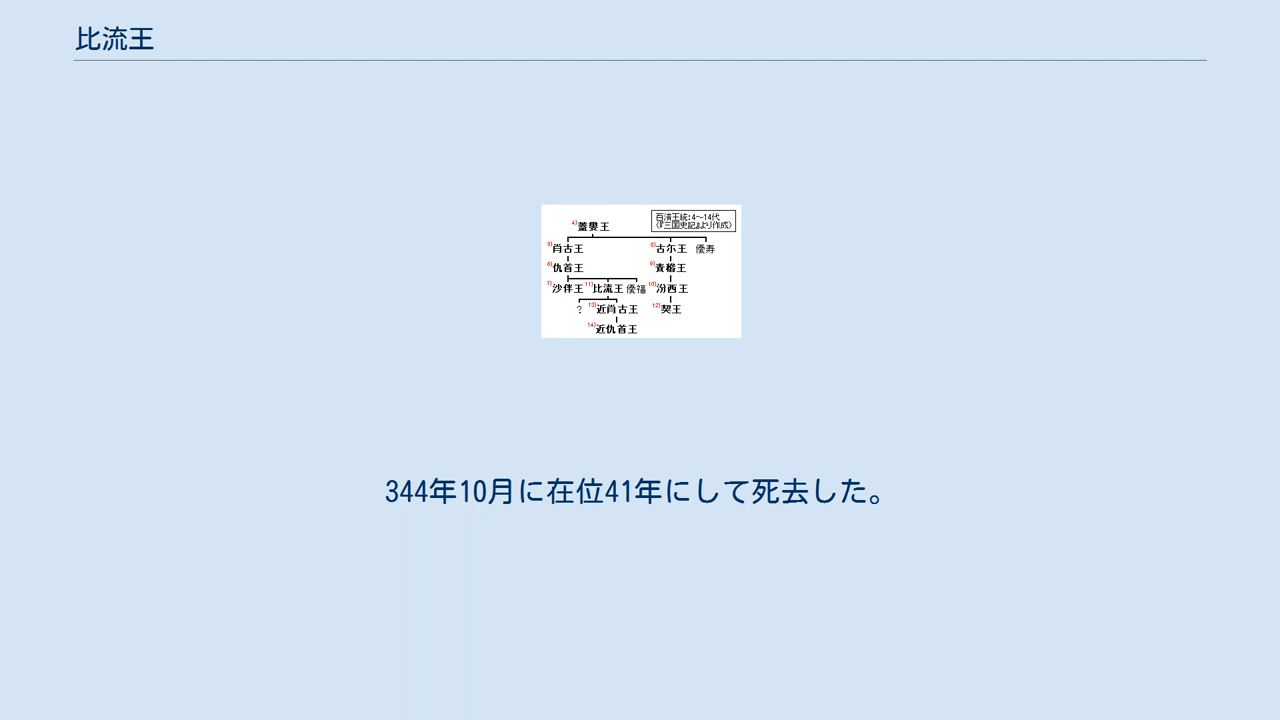 比流王
百済王統:4〜14代
(『三国史記』より作成)
4)蓋婁王
5)肖古王
8)古尓王
優寿
6)仇首王
9)責稽王
7)沙伴王
11)比流王
優福
10)汾西王
?
13)近肖古王
12)契王
14)近仇首王
344年10月に在位41年にして死去した。